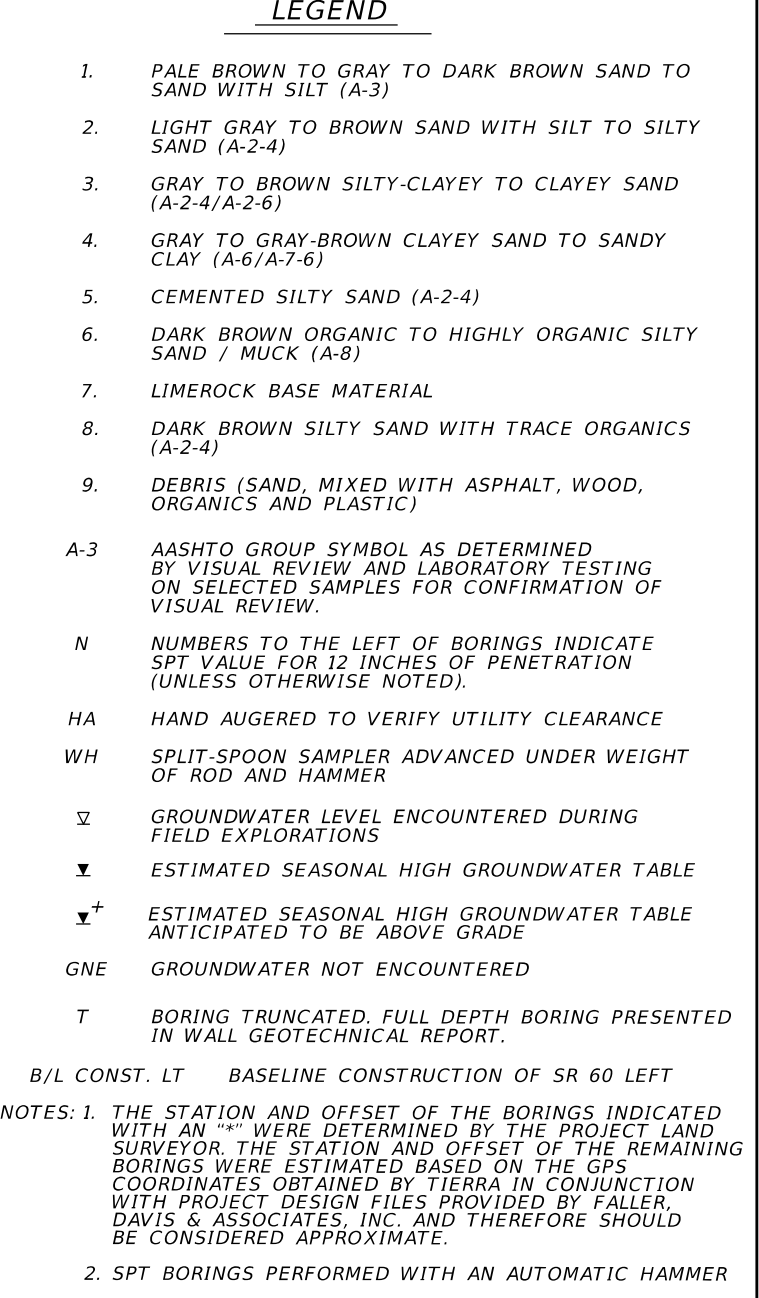 LEGEND
1. PALE BROWN TO GRAY TO DARK BROWN SAND TO
SAND WITH SILT (A-3)
2. LIGHT GRAY TO BROWN SAND WITH SILT TO SILTY
SAND (A-2-4)
3. GRAY TO BROWN SILTY-CLAYEY TO CLAYEY SAND
(A-2-4/A-2-6)
4. GRAY TO GRAY-BROWN CLAYEY SAND TO SANDY
CLAY (A-6/A-7-6)
5. CEMENTED SILTY SAND (A-2-4)
6. DARK BROWN ORGANIC TO HIGHLY ORGANIC SILTY
SAND / MUCK (A-8)
7. LIMEROCK BASE MATERIAL
8. DARK BROWN SILTY SAND WITH TRACE ORGANICS
(A-2-4)
9. DEBRIS (SAND, MIXED WITH ASPHALT, WOOD,
ORGANICS AND PLASTIC)
A-3 AASHTO GROUP SYMBOL AS DETERMINED
BY VISUAL REVIEW AND LABORATORY TESTING
ON SELECTED SAMPLES FOR CONFIRMATION OF
VISUAL REVIEW.
N NUMBERS TO THE LEFT OF BORINGS INDICATE
SPT VALUE FOR 12 INCHES OF PENETRATION
(UNLESS OTHERWISE NOTED).
HA HAND AUGERED TO VERIFY UTILITY CLEARANCE
WH SPLIT-SPOON SAMPLER ADVANCED UNDER WEIGHT
OF ROD AND HAMMER
▽ GROUNDWATER LEVEL ENCOUNTERED DURING
FIELD EXPLORATIONS
▼ ESTIMATED SEASONAL HIGH GROUNDWATER TABLE
▼+ ESTIMATED SEASONAL HIGH GROUNDWATER TABLE
ANTICIPATED TO BE ABOVE GRADE
GNE GROUNDWATER NOT ENCOUNTERED
T BORING TRUNCATED. FULL DEPTH BORING PRESENTED
IN WALL GEOTECHNICAL REPORT.
B/L CONST. LT BASELINE CONSTRUCTION OF SR 60 LEFT
NOTES: 1. THE STATION AND OFFSET OF THE BORINGS INDICATED
WITH AN "*" WERE DETERMINED BY THE PROJECT LAND
SURVEYOR. THE STATION AND OFFSET OF THE REMAINING
BORINGS WERE ESTIMATED BASED ON THE GPS
COORDINATES OBTAINED BY TIERRA IN CONJUNCTION
WITH PROJECT DESIGN FILES PROVIDED BY FALLER,
DAVIS & ASSOCIATES, INC. AND THEREFORE SHOULD
BE CONSIDERED APPROXIMATE.
2. SPT BORINGS PERFORMED WITH AN AUTOMATIC HAMMER